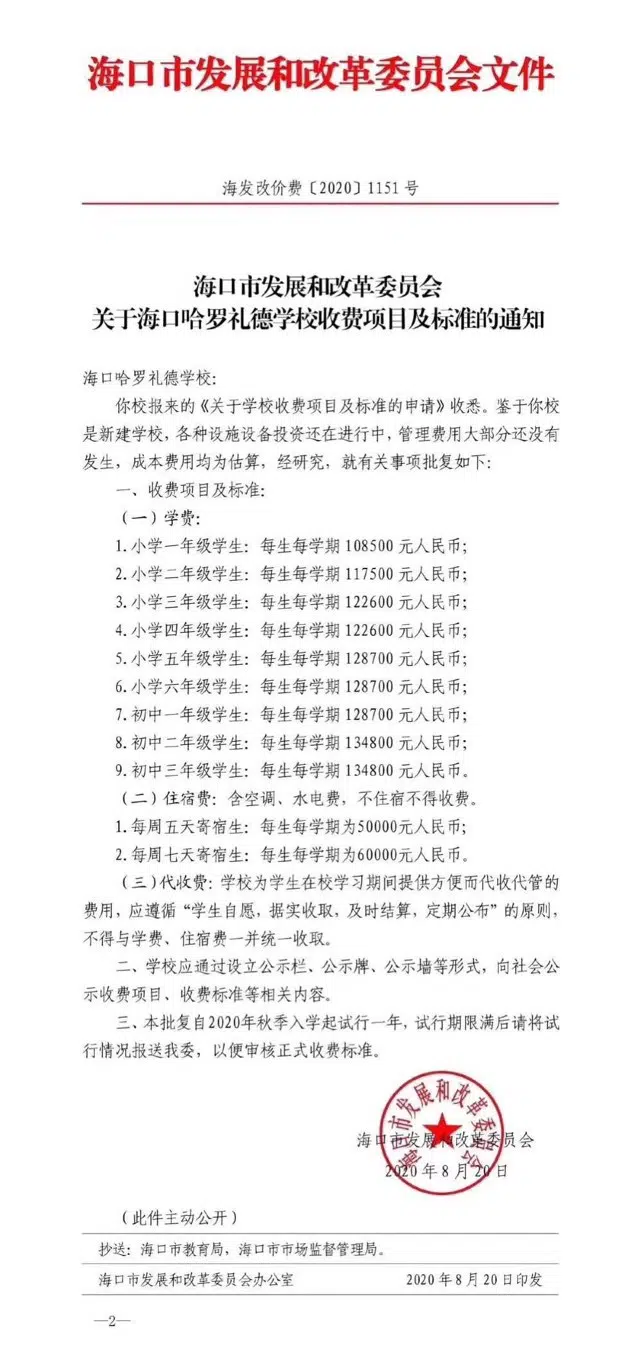 海口市发展和改革委员会文件
海发改价费〔2020〕1151号
海口市发展和改革委员会
关于海口哈罗礼德学校收费项目及标准的通知
海口哈罗礼德学校:
你校报来的《关于学校收费项目及标准的申请》收悉。鉴于你校
是新建学校,各种设施设备投资还在进行中,管理费用大部分还没有
发生,成本费用均为估算,经研究,就有关事项批复如下:
一、收费项目及标准:
(一)学费:
1.小学一年级学生:每生每学期108500元人民币;
2.小学二年级学生:每生每学期117500元人民币;
3.小学三年级学生:每生每学期122600元人民币;
4.小学四年级学生:每生每学期122600元人民币;
5.小学五年级学生:每生每学期128700元人民币;
6.小学六年级学生:每生每学期128700元人民币;
7.初中一年级学生:每生每学期128700元人民币;
8.初中二年级学生:每生每学期134800元人民币;
9.初中三年级学生:每生每学期134800元人民币。
(二)住宿费:含空调、水电费,不住宿不得收费。
1.每周五天寄宿生:每生每学期为50000元人民币;
2.每周七天寄宿生:每生每学期为60000元人民币。
(三)代收费:学校为学生在校学习期间提供方便而代收代管的
费用,应遵循“学生自愿,据实收取,及时结算,定期公布”的原则,
不得与学费、住宿费一并统一收取。
二、学校应通过设立公示栏、公示牌、公示墙等形式,向社会公
示收费项目、收费标准等相关内容。
三、本批复自2020年秋季入学起试行一年,试行期限满后请将试
行情况报送我委,以便审核正式收费标准。
海口市发展和改革委员会
海口市发展和改革委员会
2020年8月20日
(此件主动公开)
抄送:海口市教育局,海口市市场监督管理局。
海口市发展和改革委员会办公室 2020年8月20日印发
—2—